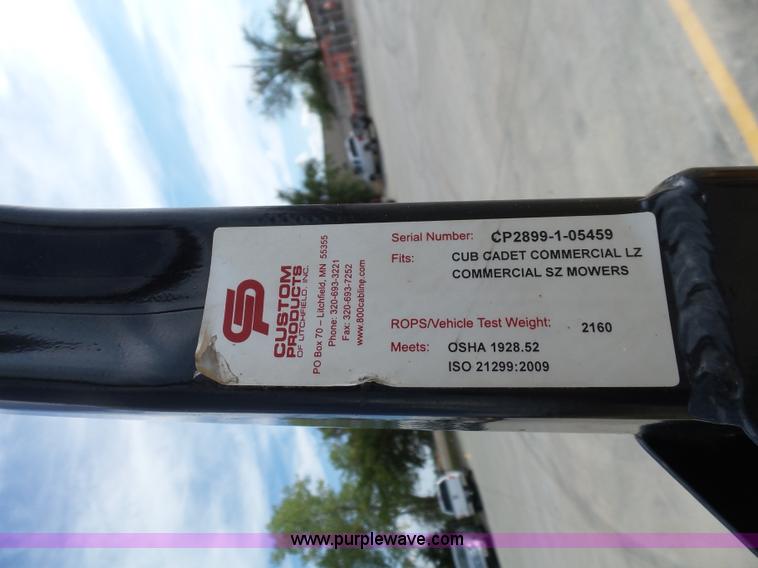 CUSTOM
PRODUCTS
OF LITCHFIELD, INC.
PO Box 70 – Litchfield, MN 55355
Phone: 320-693-3221
Fax: 320-693-7252
www.800cabline.com
Serial Number: CP2899-1-05459
Fits: CUB CADET COMMERCIAL LZ
COMMERCIAL SZ MOWERS
ROPS/Vehicle Test Weight: 2160
Meets: OSHA 1928.52
ISO 21299:2009
www.purplewave.com